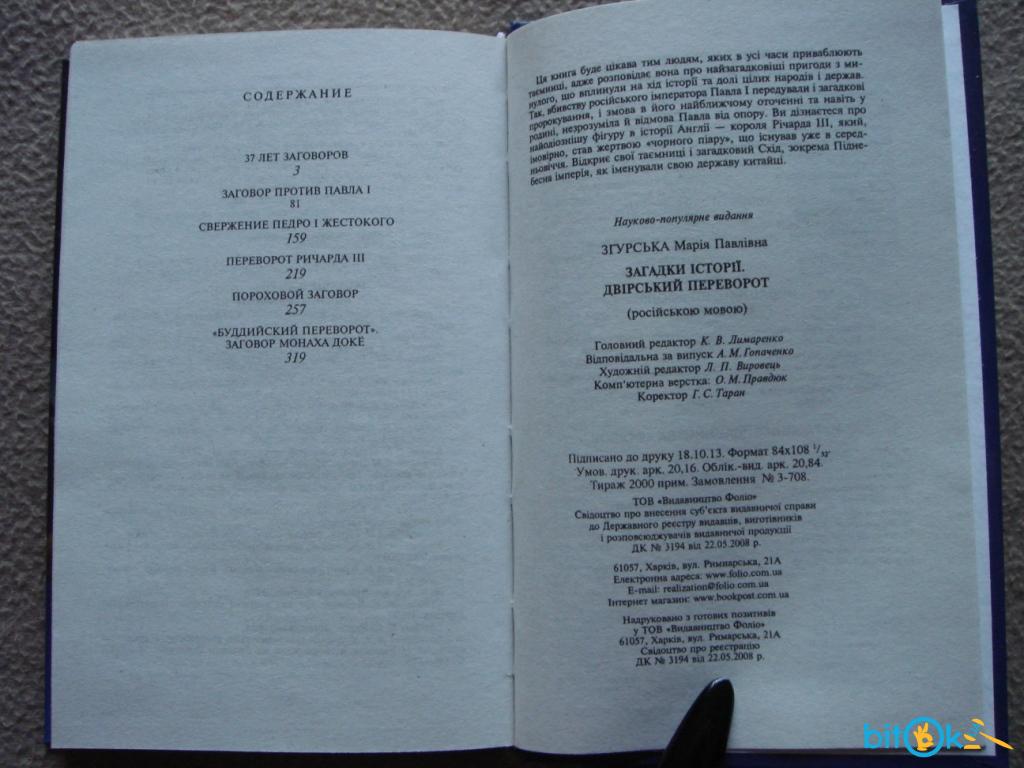 СОДЕРЖАНИЕ
37 ЛЕТ ЗАГОВОРОВ
3
ЗАГОВОР ПРОТИВ ПАВЛА I
81
СВЕРЖЕНИЕ ПЕДРО I ЖЕСТОКОГО
159
ПЕРЕВОРОТ РИЧАРДА III
219
ПОРОХОВОЙ ЗАГОВОР
257
«БУДДИЙСКИЙ ПЕРЕВОРОТ».
ЗАГОВОР МОНАХА ДОКЁ
319
Ця книга буде цікава тим людям, яких в усі часи приваблюють
таємниці, адже розповідає вона про найзагадковіші пригоди з ми-
нулого, що вплинули на хід історії та долі цілих народів і держав.
Так, вбивству російського імператора Павла I передували і загадкові
пророкування, і змова в його найближчому оточенні та навіть у
родині, незрозуміла й відмова Павла від опору. Ви дізнаєтеся про
найодіознішу фігуру в історії Англії — короля Річарда III, який,
імовірно, став жертвою «чорного піару», що існував уже в серед-
ньовіччя. Відкриє свої таємниці і загадковий Схід, зокрема Підне-
бесна імперія, як іменували свою державу китайці.
Науково-популярне видання
ЗГУРСЬКА Марія Павлівна
ЗАГАДКИ ІСТОРІЇ.
ДВІРСЬКИЙ ПЕРЕВОРОТ
(російською мовою)
Головний редактор К. В. Лимаренко
Відповідальна за випуск А. М. Гопаченко
Художній редактор Л. П. Вировець
Комп'ютерна верстка: О. М. Правдюк
Коректор Г. С. Таран
Підписано до друку 18.10.13. Формат 84х108 1/32.
Умов. друк. арк. 20,16. Облік.-вид. арк. 20,84.
Тираж 2000 прим. Замовлення № 3-708.
ТОВ «Видавництво Фоліо»
Свідоцтво про внесення суб'єкта видавничої справи
до Державного реєстру видавців, виготівників
і розповсюджувачів видавничої продукції
ДК № 3194 від 22.05.2008 р.
61057, Харків, вул. Римарська, 21А
Електронна адреса: www.folio.com.ua
E-mail: realization@folio.com.ua
Інтернет магазин: www.bookpost.com.ua
Надруковано з готових позитивів
у ТОВ «Видавництво Фоліо»
61057, Харків, вул. Римарська, 21А
Свідоцтво про реєстрацію
ДК № 3194 від 22.05.2008 р.
bitOk